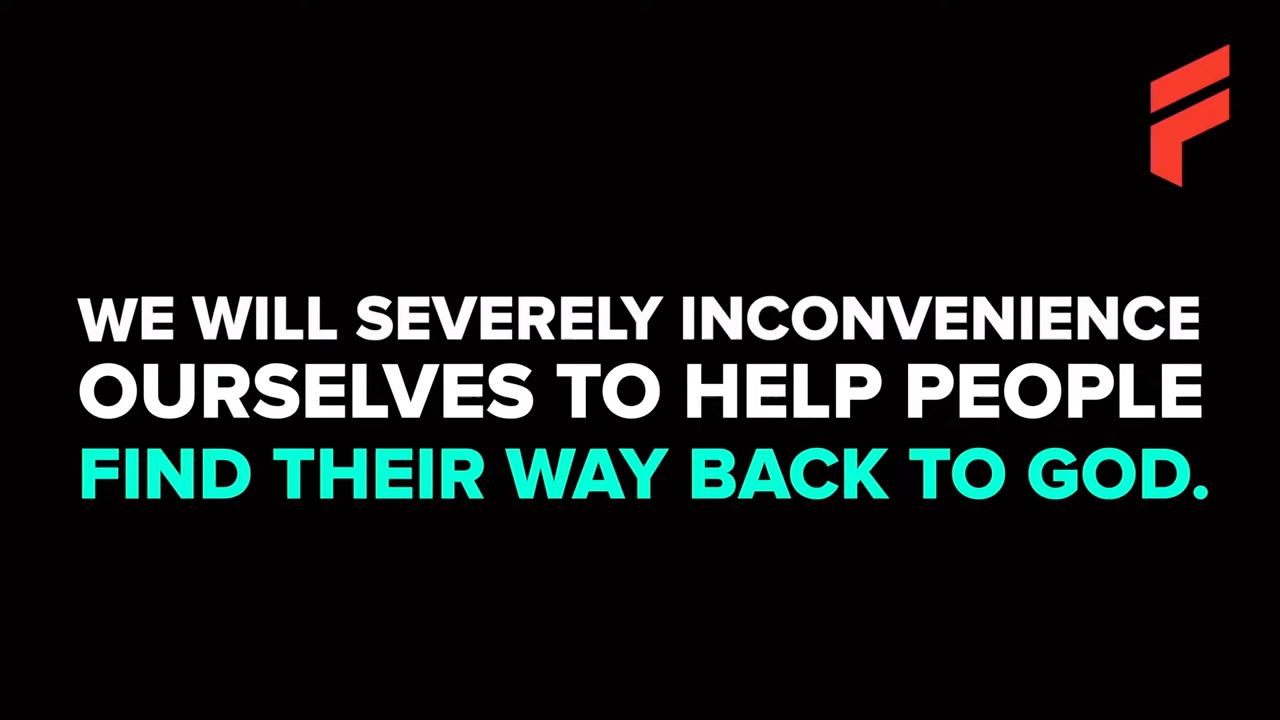 WE WILL SEVERELY INCONVENIENCE
OURSELVES TO HELP PEOPLE
FIND THEIR WAY BACK TO GOD.